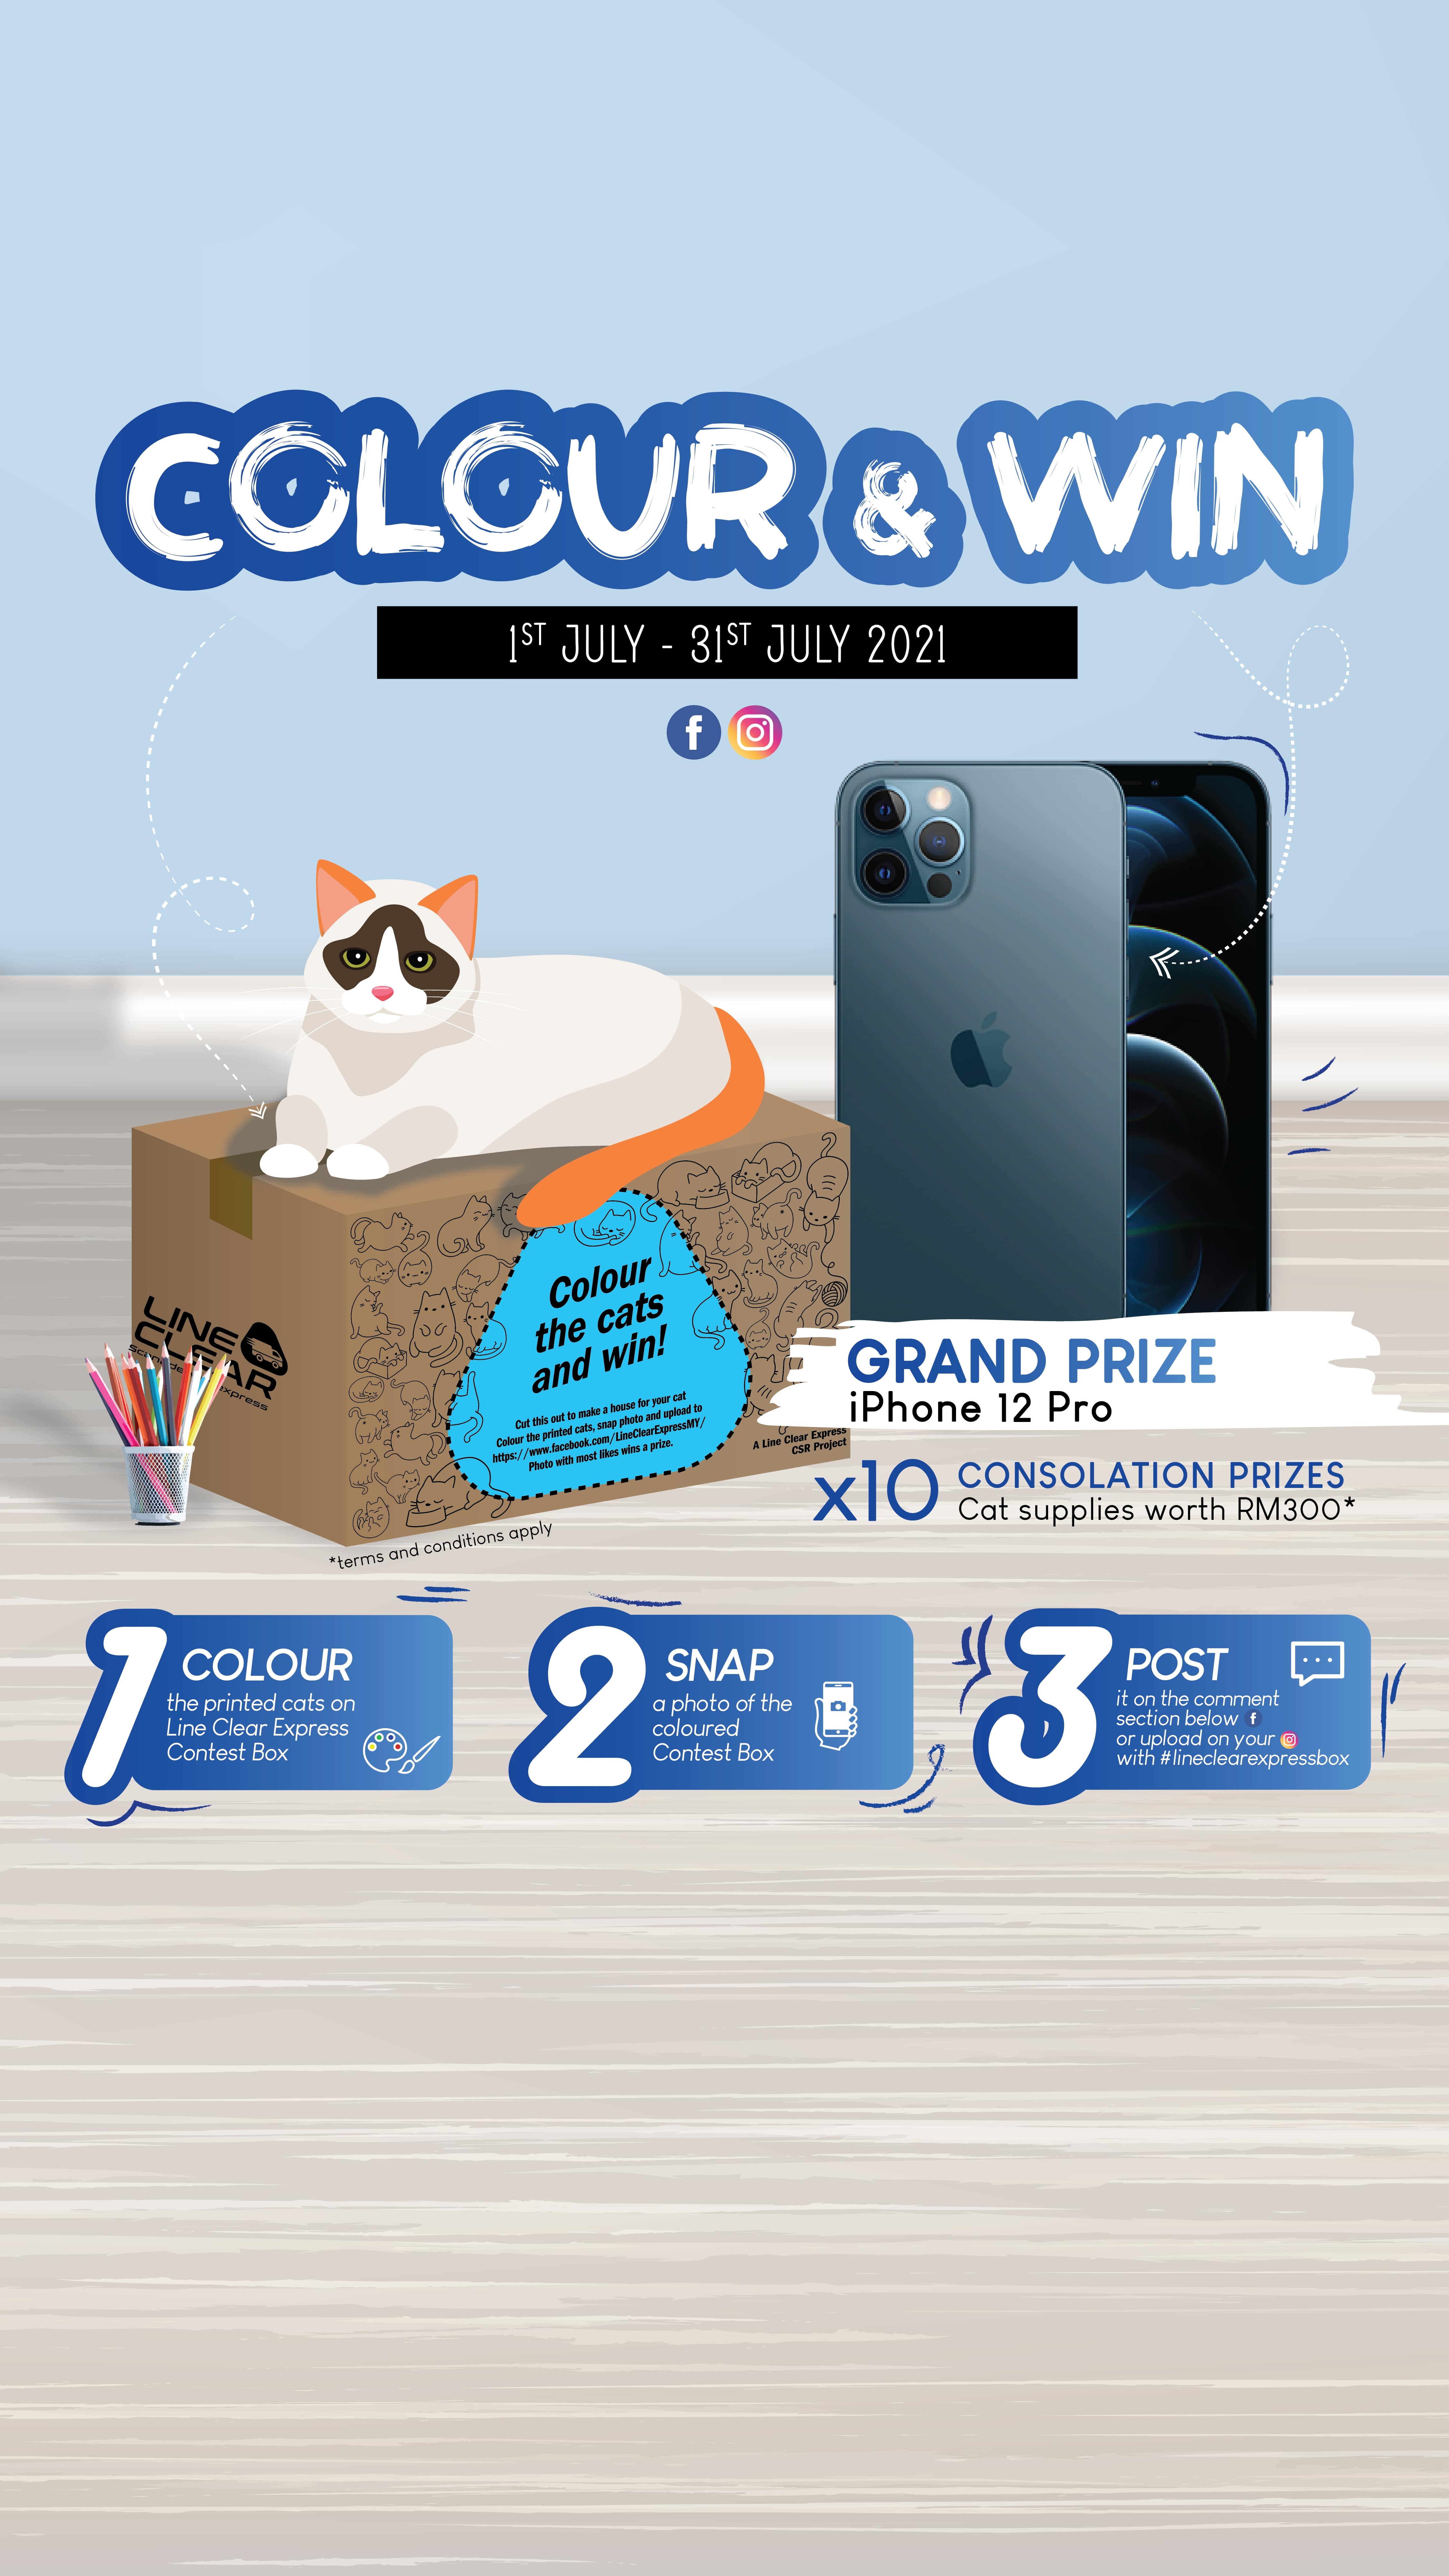 COLOUR & WIN
1ST JULY - 31ST JULY 2021
LINE
CLEAR
express
Colour
the cats
and win!
Cut this out to make a house for your cat
Colour the printed cats, snap photo and upload to
https://www.facebook.com/LineClearExpressMY/
Photo with most likes wins a prize.
A Line Clear Express
CSR Project
GRAND PRIZE
iPhone 12 Pro
x10 CONSOLATION PRIZES
Cat supplies worth RM300*
*terms and conditions apply
1 COLOUR
the printed cats on
Line Clear Express
Contest Box
2 SNAP
a photo of the
coloured
Contest Box
3 POST
it on the comment
section below
or upload on your
with #lineclearexpressbox